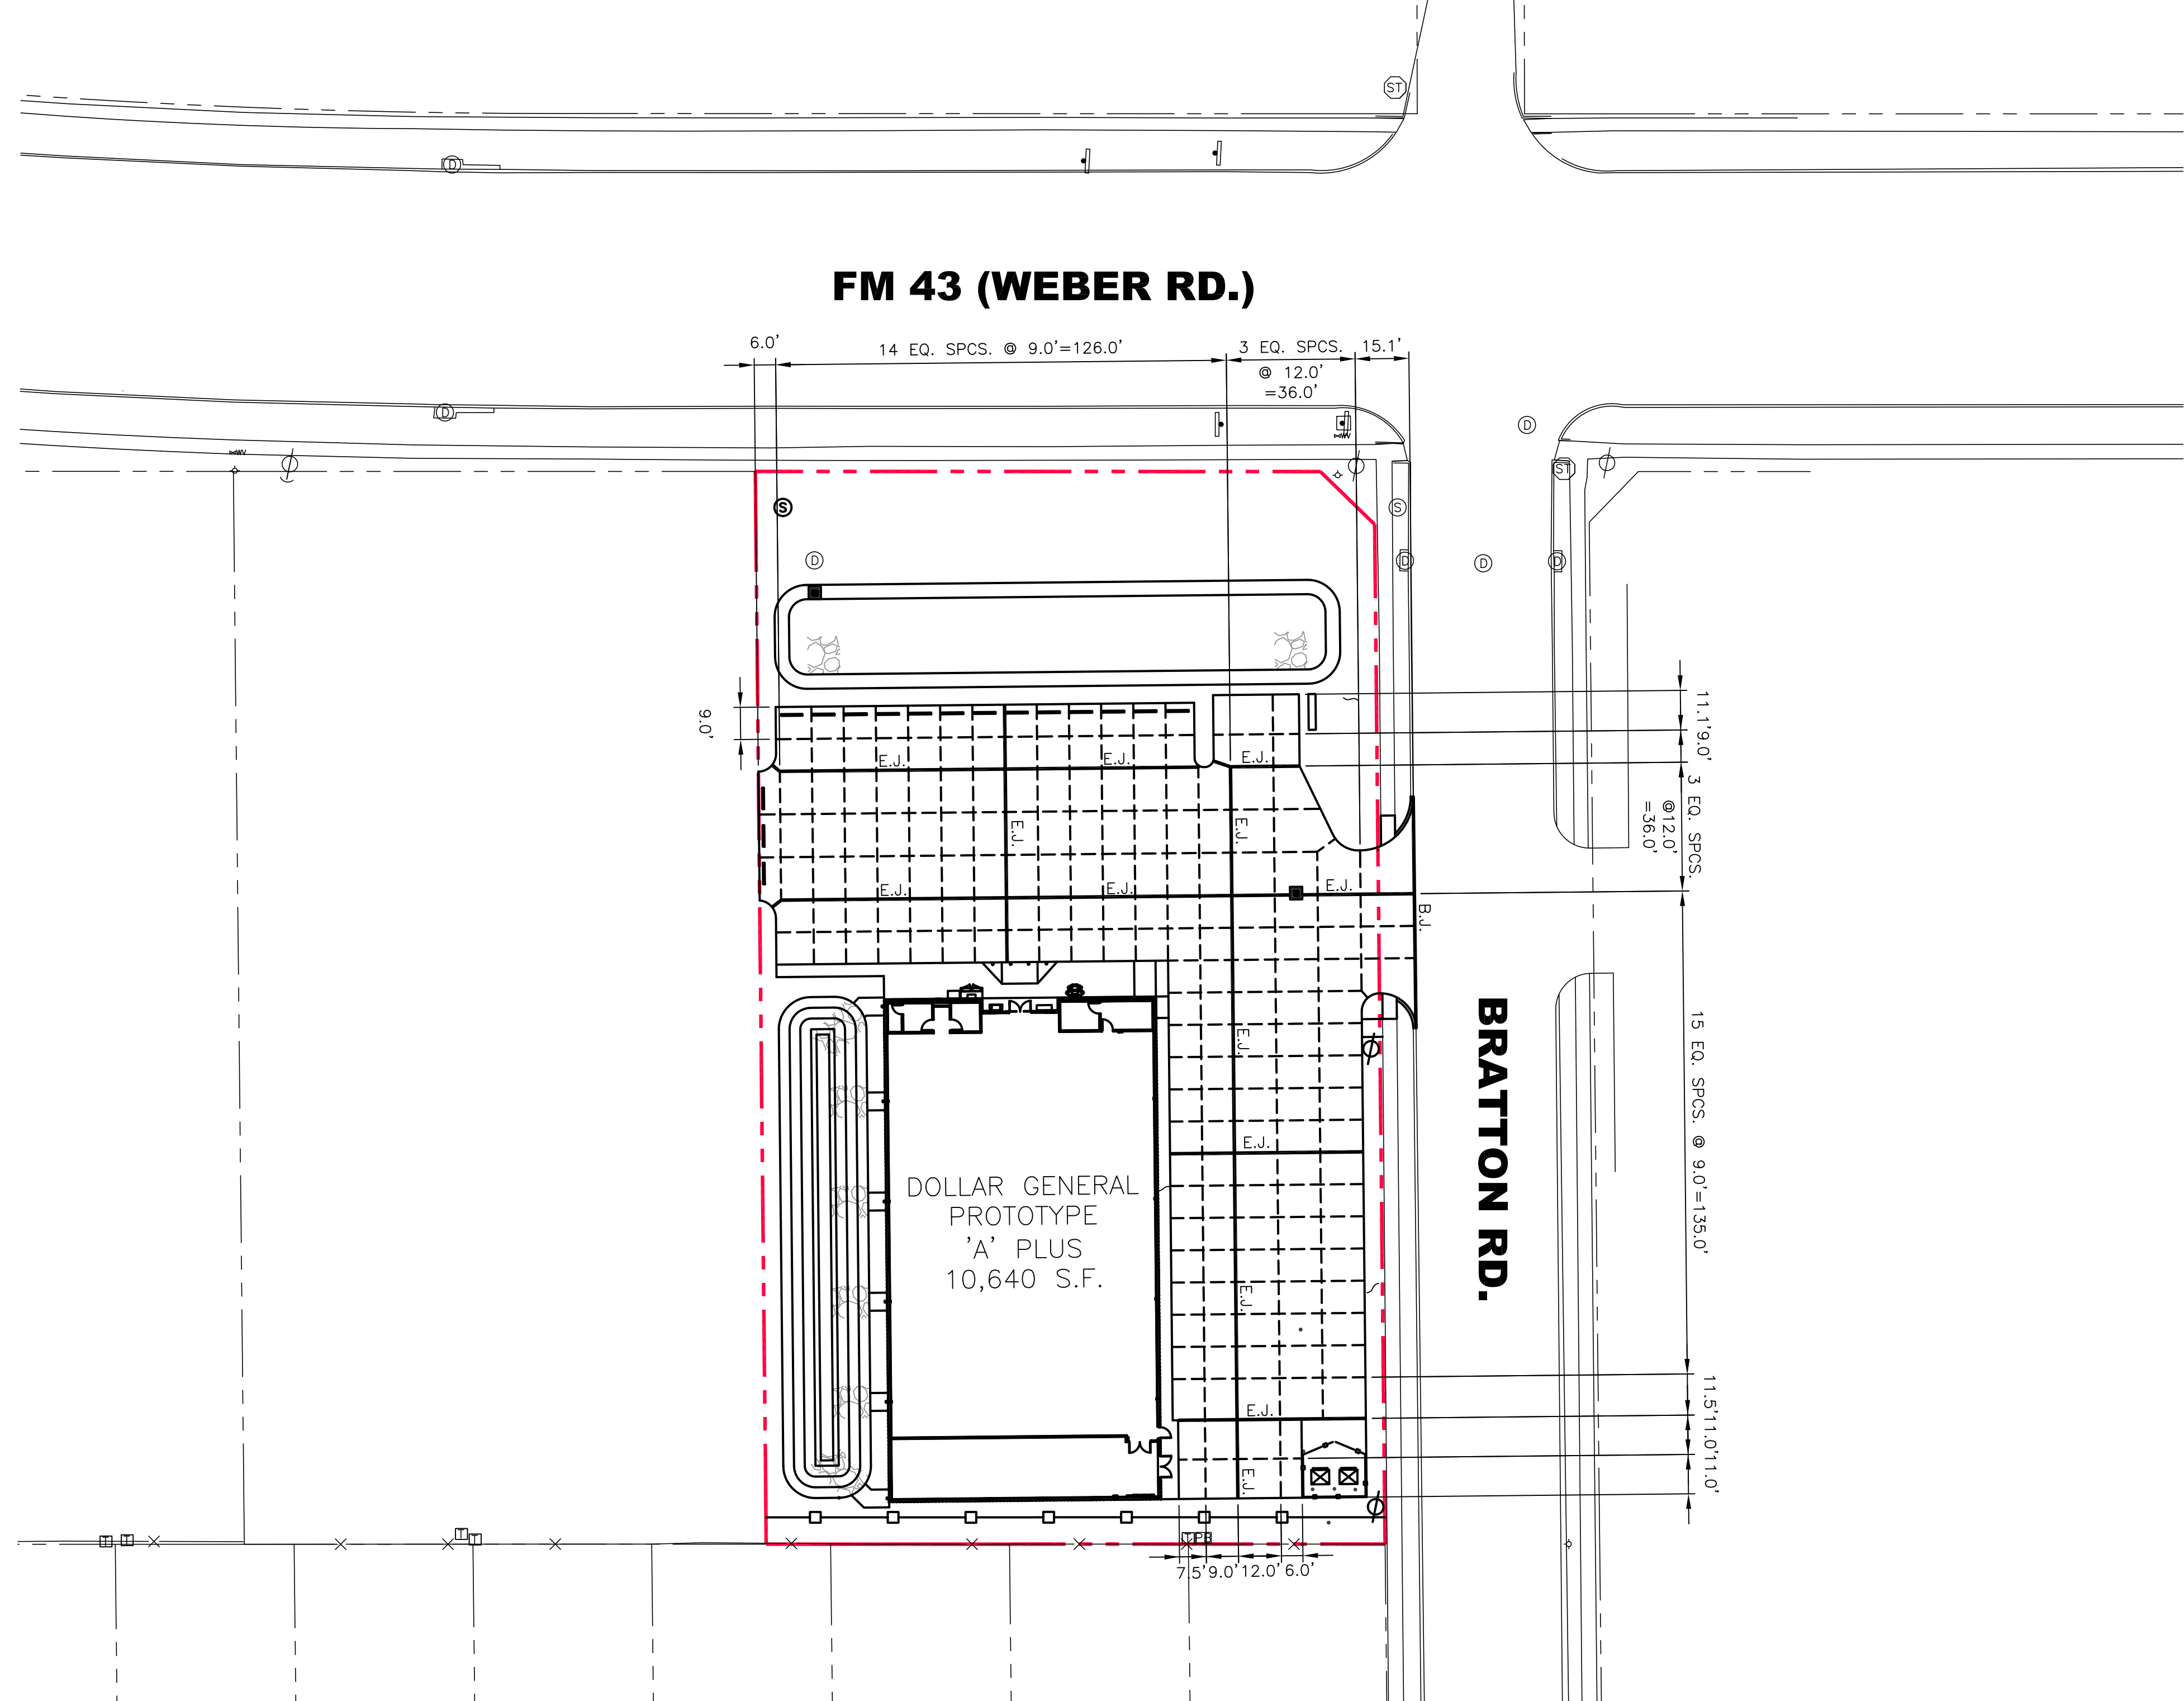 ST
D
FM 43 (WEBER RD.)
6.0'
14 EQ. SPCS. @ 9.0'=126.0'
3 EQ. SPCS.
@ 12.0'
=36.0'
15.1'
D
D
ST
S
S
D
D
D
D
9.0'
11.1'
9.0'
3 EQ. SPCS.
@12.0'
=36.0'
E.J.
E.J.
E.J.
E.J.
E.J.
E.J.
E.J.
E.J.
B.J.
BRATTON RD.
15 EQ. SPCS. @ 9.0'=135.0'
E.J.
E.J.
DOLLAR GENERAL
PROTOTYPE
'A' PLUS
10,640 S.F.
E.J.
E.J.
E.J.
11.5'
11.0'
11.0'
T
T
T
T
T
PB
7.5'
9.0'
12.0'
6.0'